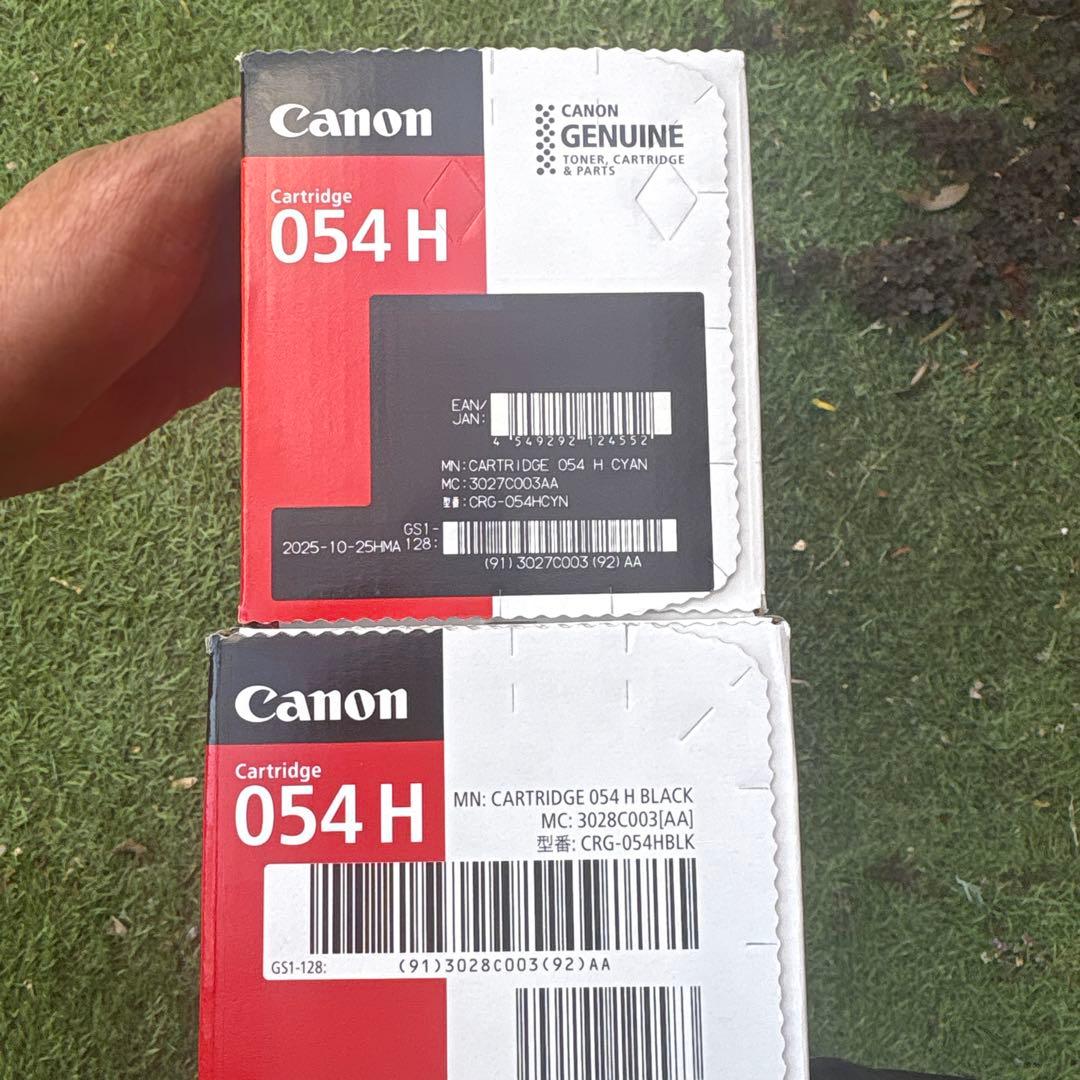 Canon
CANON
GENUINE
TONER, CARTRIDGE
& PARTS
Cartridge
054 H
EAN/
JAN:
4 549292 124552
MN:CARTRIDGE 054 H CYAN
MC:3027C003AA
型番:CRG-054HCYN
GS1-
128:
2025-10-25HMA
(91)3027C003(92)AA
Canon
Cartridge
054 H
MN: CARTRIDGE 054 H BLACK
MC: 3028C003[AA]
型番: CRG-054HBLK
GS1-128:
(91)3028C003(92)AA